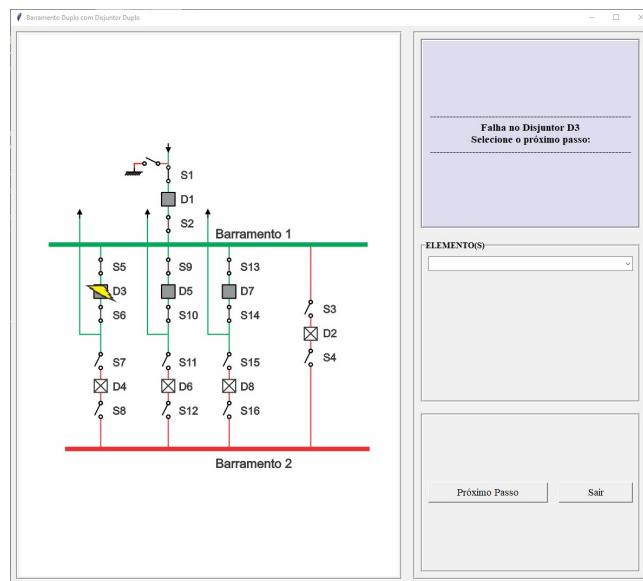 Barramento Duplo com Disjuntor Duplo
Falha no Disjuntor D3
Selecione o próximo passo:
S1
D1
S2
Barramento 1
ELEMENTO(S)
S5
S9
S13
D3
D5
D7
S6
S10
S14
S3
D2
S4
S7
S11
S15
D4
D6
D8
S8
S12
S16
Barramento 2
Próximo Passo
Sair